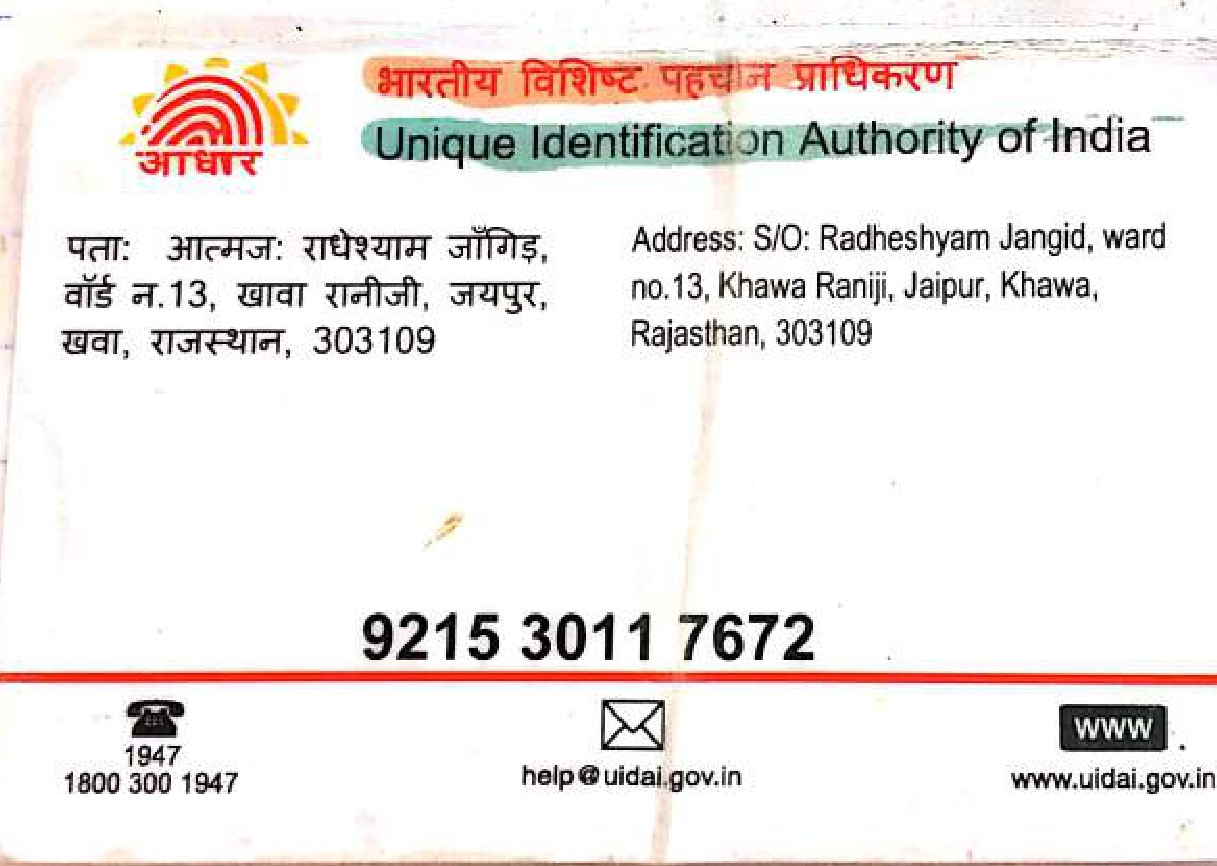 आधार
भारतीय विशिष्ट पहचान प्राधिकरण
Unique Identification Authority of India
पता: आत्मज: राधेश्याम जाँगिड़,
वॉर्ड न.13, खावा रानीजी, जयपुर,
खवा, राजस्थान, 303109
Address: S/O: Radheshyam Jangid, ward
no.13, Khawa Raniji, Jaipur, Khawa,
Rajasthan, 303109
9215 3011 7672
1947
1800 300 1947
help@uidai.gov.in
www
www.uidai.gov.in